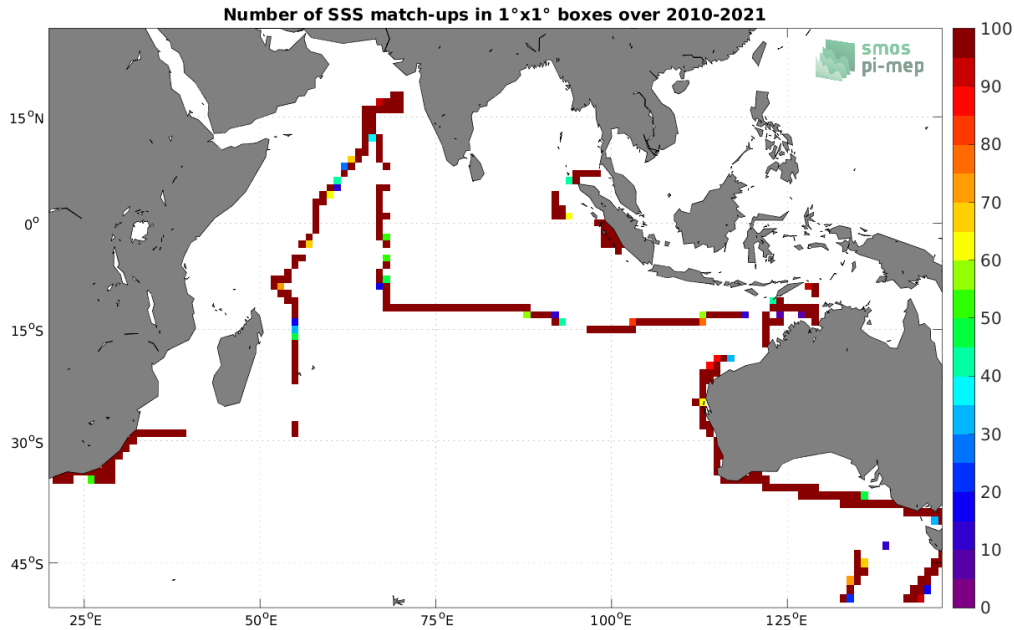 Number of SSS match-ups in 1°x1° boxes over 2010-2021
smos
pi-mep
100
90
80
70
60
50
40
30
20
10
0
15°N
0°
15°S
30°S
45°S
25°E
50°E
75°E
100°E
125°E